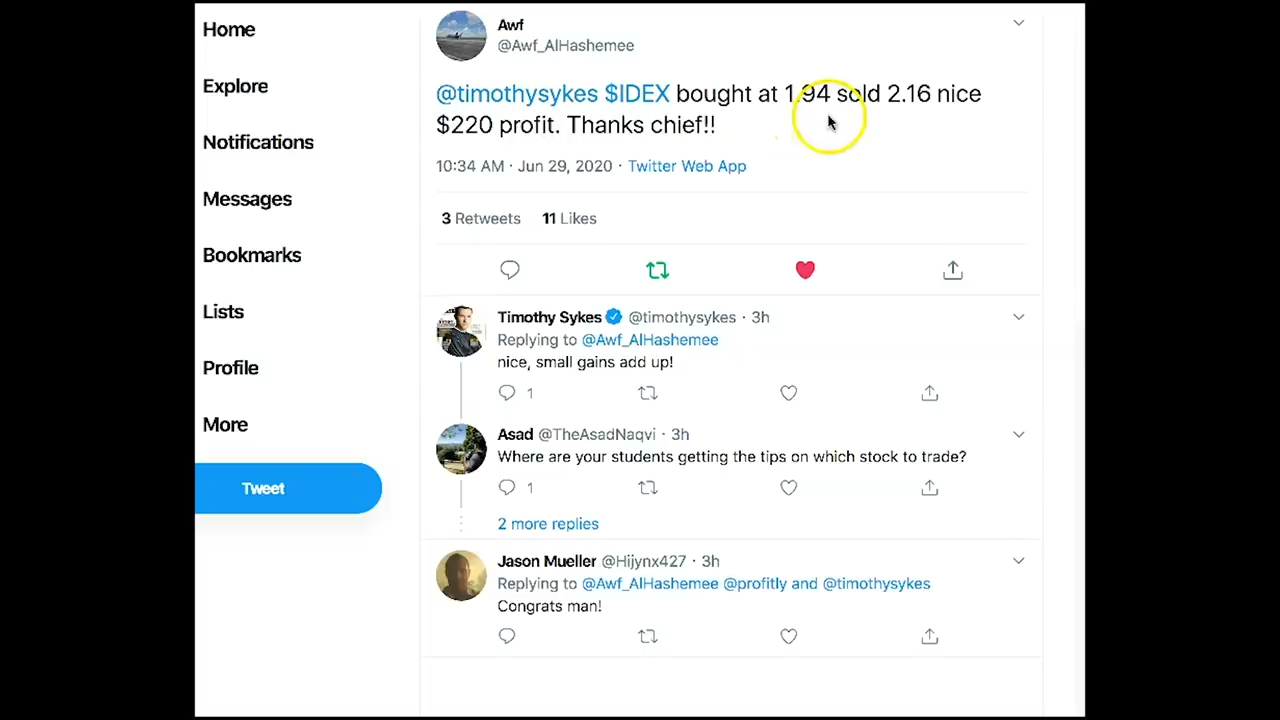 Home
Explore
Notifications
Messages
Bookmarks
Lists
Profile
More
Tweet
Awf
@Awf_AlHashemee
@timothysykes $IDEX bought at 1.94 sold 2.16 nice
$220 profit. Thanks chief!!
10:34 AM · Jun 29, 2020 · Twitter Web App
3 Retweets 11 Likes
Timothy Sykes @timothysykes · 3h
Replying to @Awf_AlHashemee
nice, small gains add up!
1
Asad @TheAsadNaqvi · 3h
Where are your students getting the tips on which stock to trade?
1
2 more replies
Jason Mueller @Hijynx427 · 3h
Replying to @Awf_AlHashemee @profitly and @timothysykes
Congrats man!